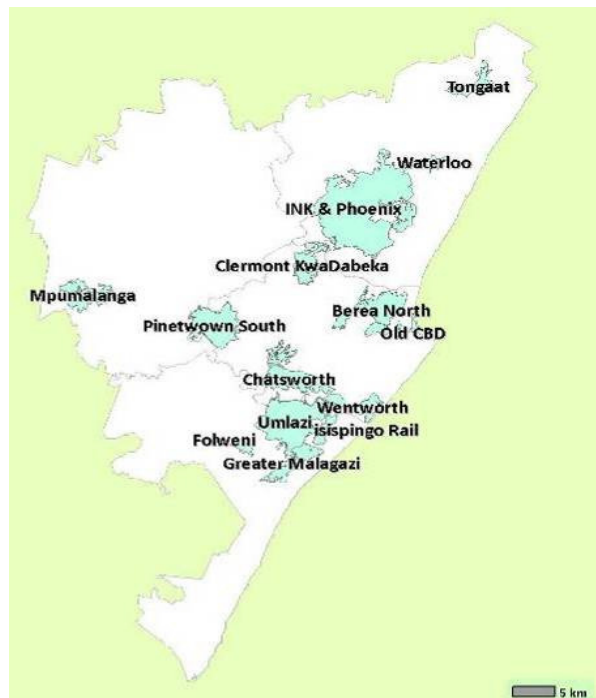 Tongaat
Waterloo
INK & Phoenix
Clermont KwaDabeka
Mpumalanga
Berea North
Pinetwown South
Old CBD
Chatsworth
Wentworth
Umlazi
isispingo Rail
Folweni
Greater Malagazi
5 km